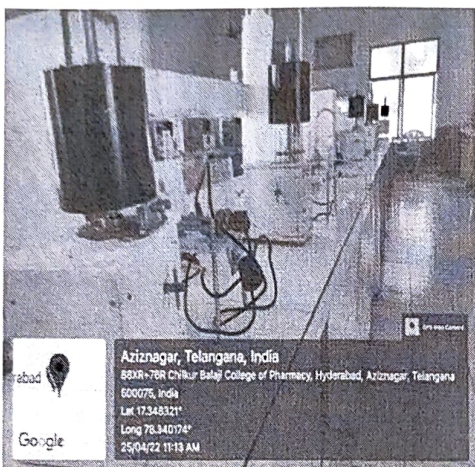 GPS Map Camera
Aziznagar, Telangana, India
88XR+76R Chilkur Balaji College of Pharmacy, Hyderabad, Aziznagar, Telangana
500075, India
Lat 17.348321°
Long 78.340174°
25/04/22 11:13 AM
abad
Google